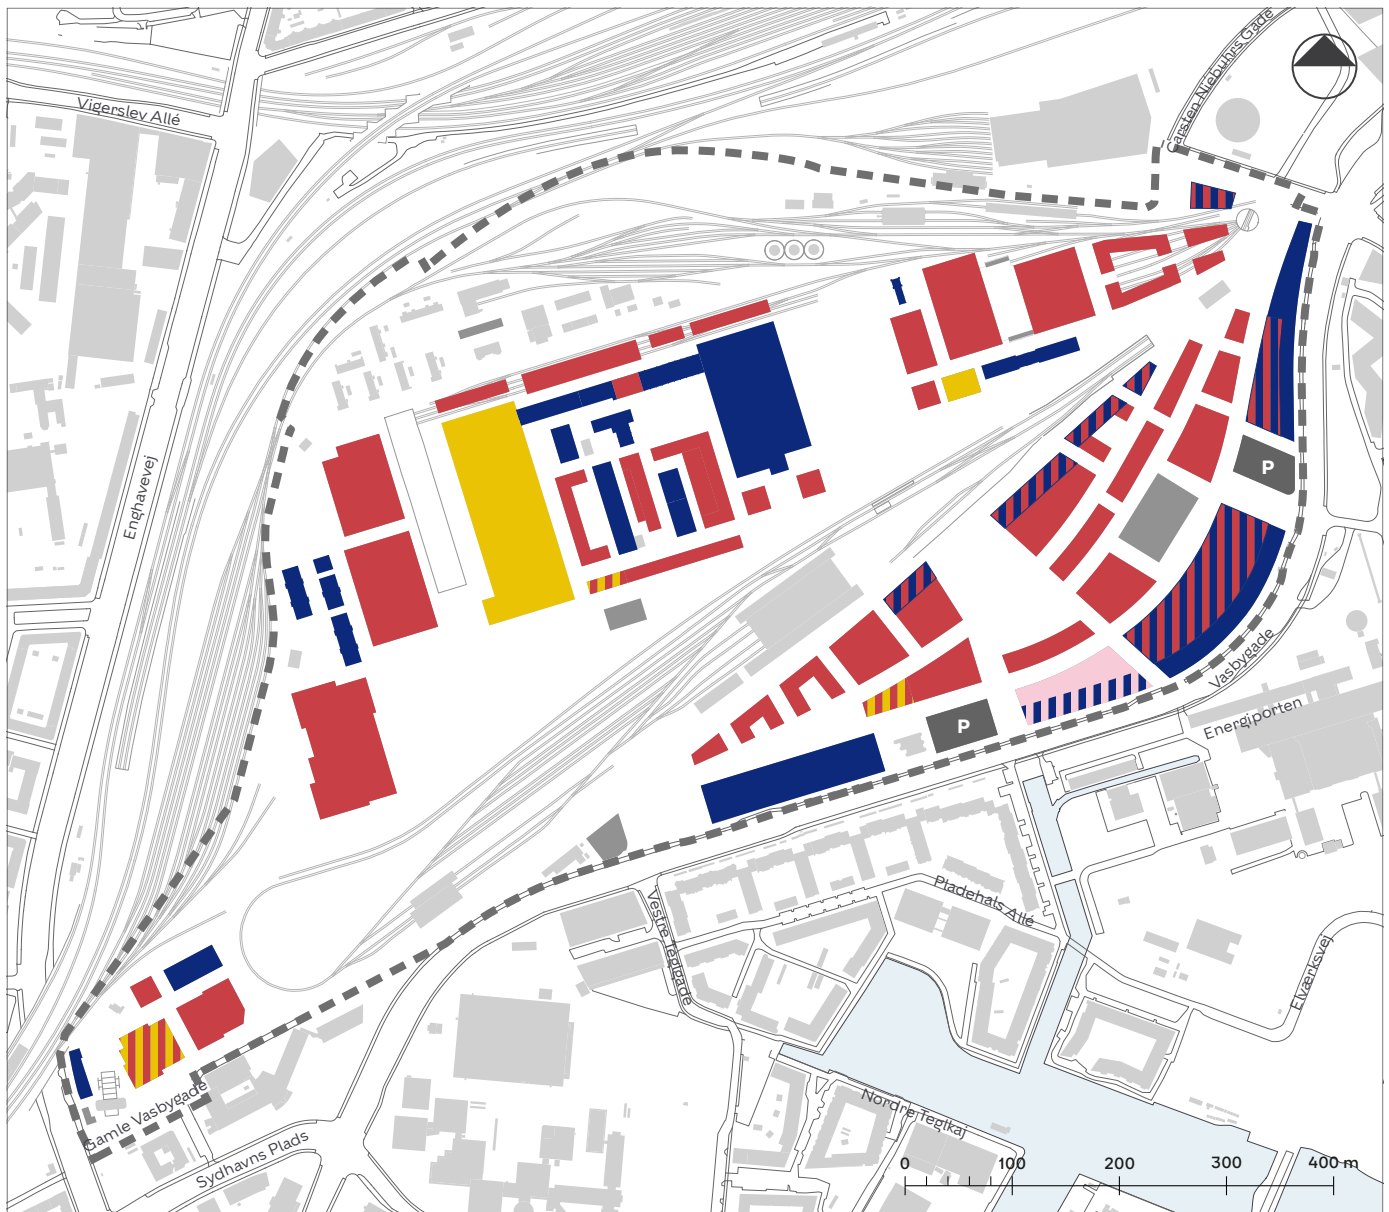 Carsten Niebuhrs Gade
Vigerslev Allé
Enghavevej
P
Vasbygade
Energiporten
P
Pladehals Allé
Vestre Teglgade
Elværksvej
Gamle Vasbygade
Nordre Teglkaj
Sydhavns Plads
0 100 200 300 400 m